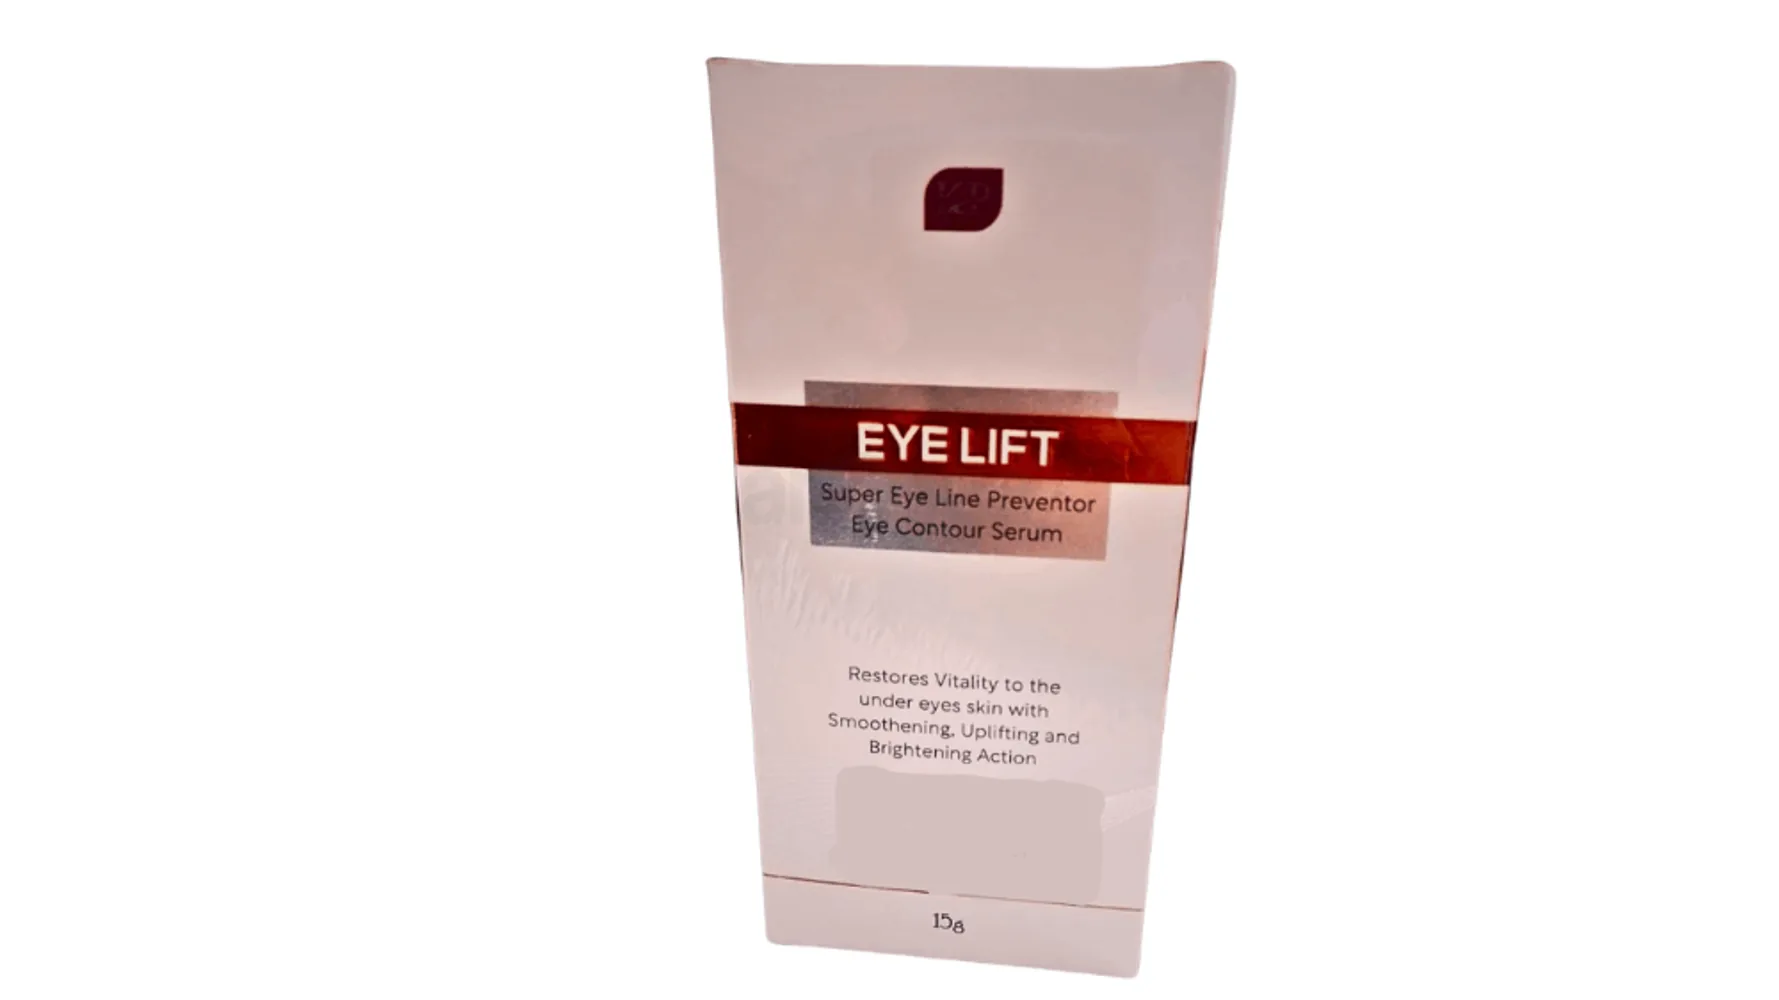 EYE LIFT
Super Eye Line Preventor
Eye Contour Serum
Restores Vitality to the
under eyes skin with
Smoothening, Uplifting and
Brightening Action
15g